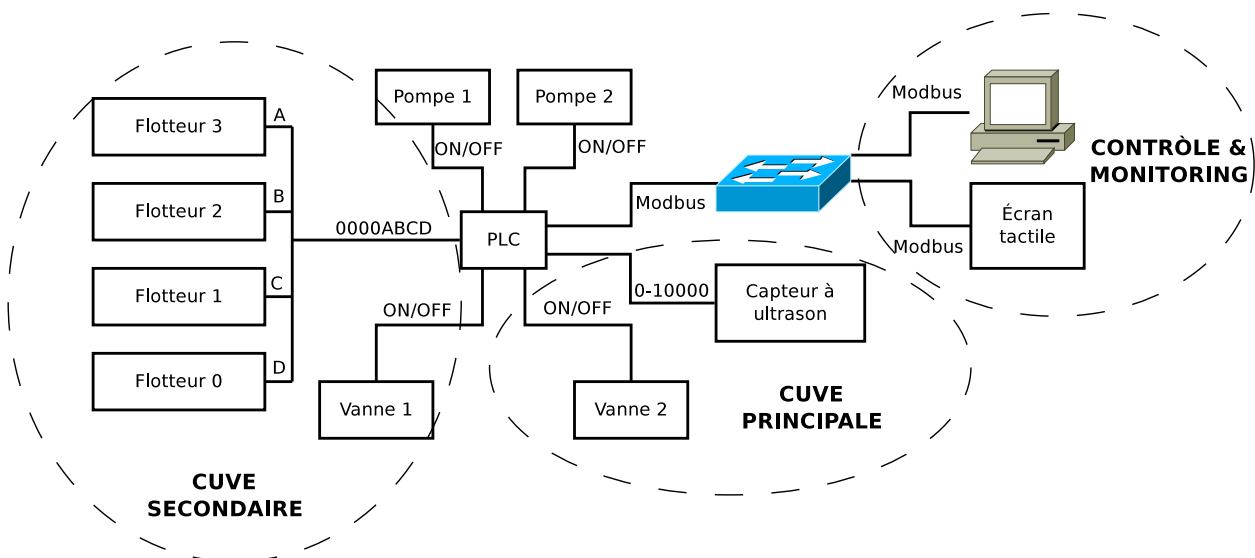 Pompe 1
Pompe 2
Modbus
Flotteur 3
A
ON/OFF
ON/OFF
CONTRÔLE &
MONITORING
Flotteur 2
B
Modbus
Écran
tactile
0000ABCD
PLC
Modbus
Flotteur 1
C
0-10000
Capteur à
ultrason
ON/OFF
ON/OFF
Flotteur 0
D
Vanne 1
Vanne 2
CUVE
PRINCIPALE
CUVE
SECONDAIRE